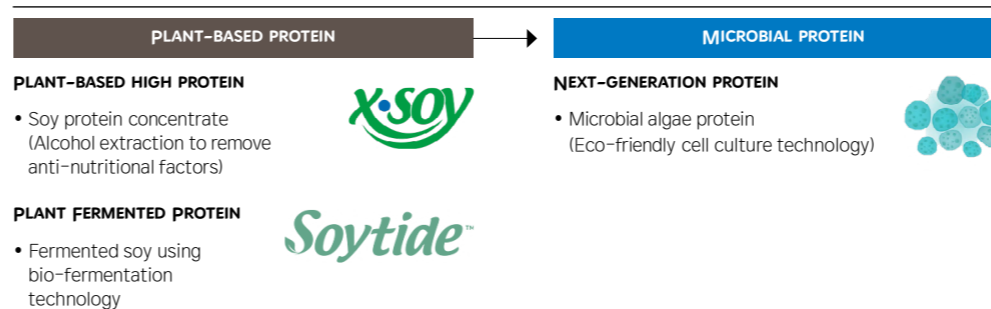 PLANT-BASED PROTEIN
PLANT-BASED HIGH PROTEIN
• Soy protein concentrate
(Alcohol extraction to remove
anti-nutritional factors)
X•SOY
PLANT FERMENTED PROTEIN
• Fermented soy using
bio-fermentation
technology
Soytide™
MICROBIAL PROTEIN
NEXT-GENERATION PROTEIN
• Microbial algae protein
(Eco-friendly cell culture technology)